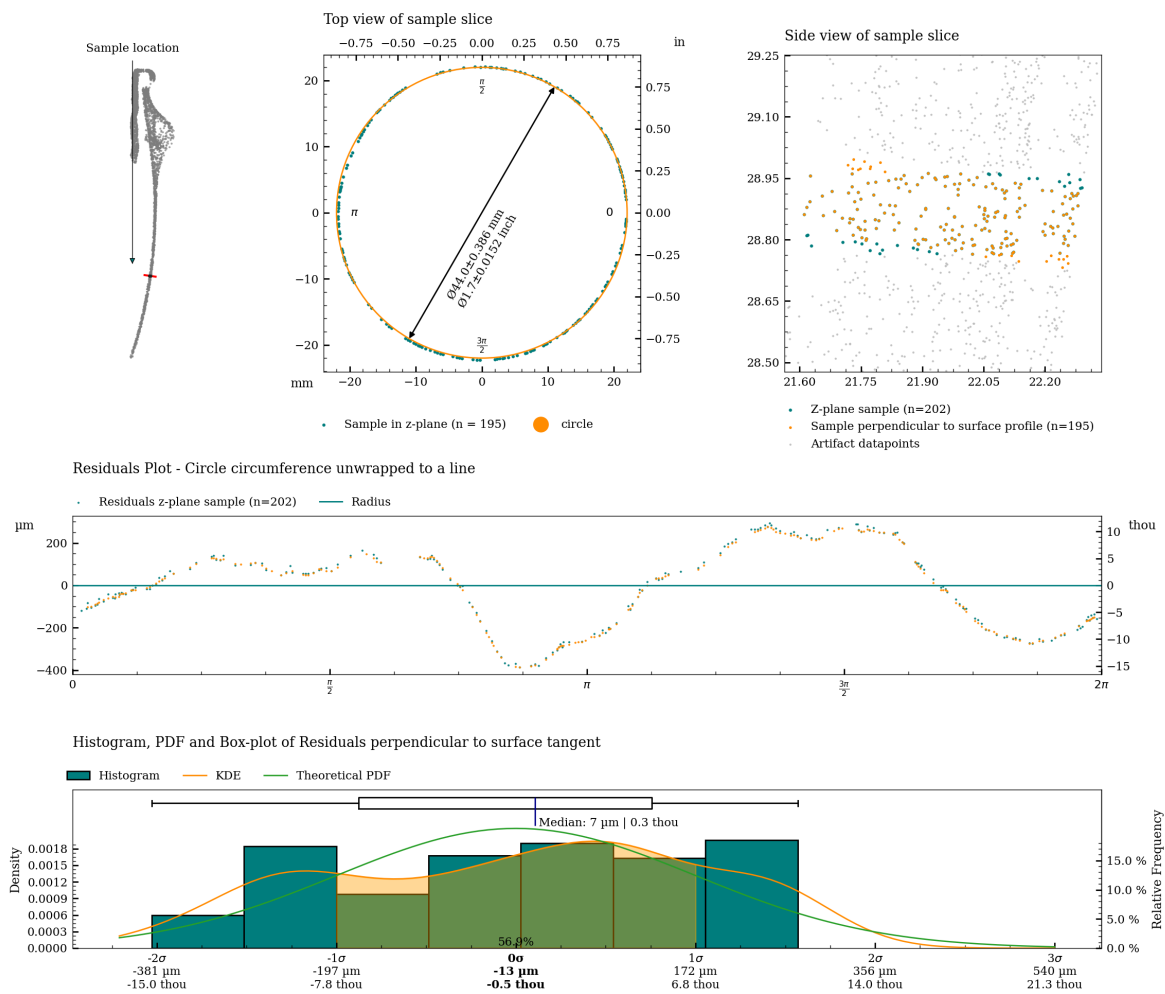 Sample location
Top view of sample slice
−0.75 −0.50 −0.25 0.00 0.25 0.50 0.75 in
20 10 0 −10 −20
mm
−20 −10 0 10 20
0.75 0.50 0.25 0.00 −0.25 −0.50 −0.75
π/2
π
0
3π/2
Ø44.0±0.386 mm
Ø1.7±0.0152 inch
Sample in z-plane (n = 195) circle
Side view of sample slice
29.25
29.10
28.95
28.80
28.65
28.50
21.60 21.75 21.90 22.05 22.20
Z-plane sample (n=202)
Sample perpendicular to surface profile (n=195)
Artifact datapoints
Residuals Plot - Circle circumference unwrapped to a line
Residuals z-plane sample (n=202) Radius
µm
thou
200
0
−200
−400
10
5
0
−5
−10
−15
0 π/2 π 3π/2 2π
Histogram, PDF and Box-plot of Residuals perpendicular to surface tangent
Histogram KDE Theoretical PDF
Median: 7 µm | 0.3 thou
Density
0.0018
0.0015
0.0012
0.0009
0.0006
0.0003
0.0000
Relative Frequency
15.0 %
10.0 %
5.0 %
0.0 %
56.9%
-2σ -1σ 0σ 1σ 2σ 3σ
-381 µm -197 µm -13 µm 172 µm 356 µm 540 µm
-15.0 thou -7.8 thou -0.5 thou 6.8 thou 14.0 thou 21.3 thou